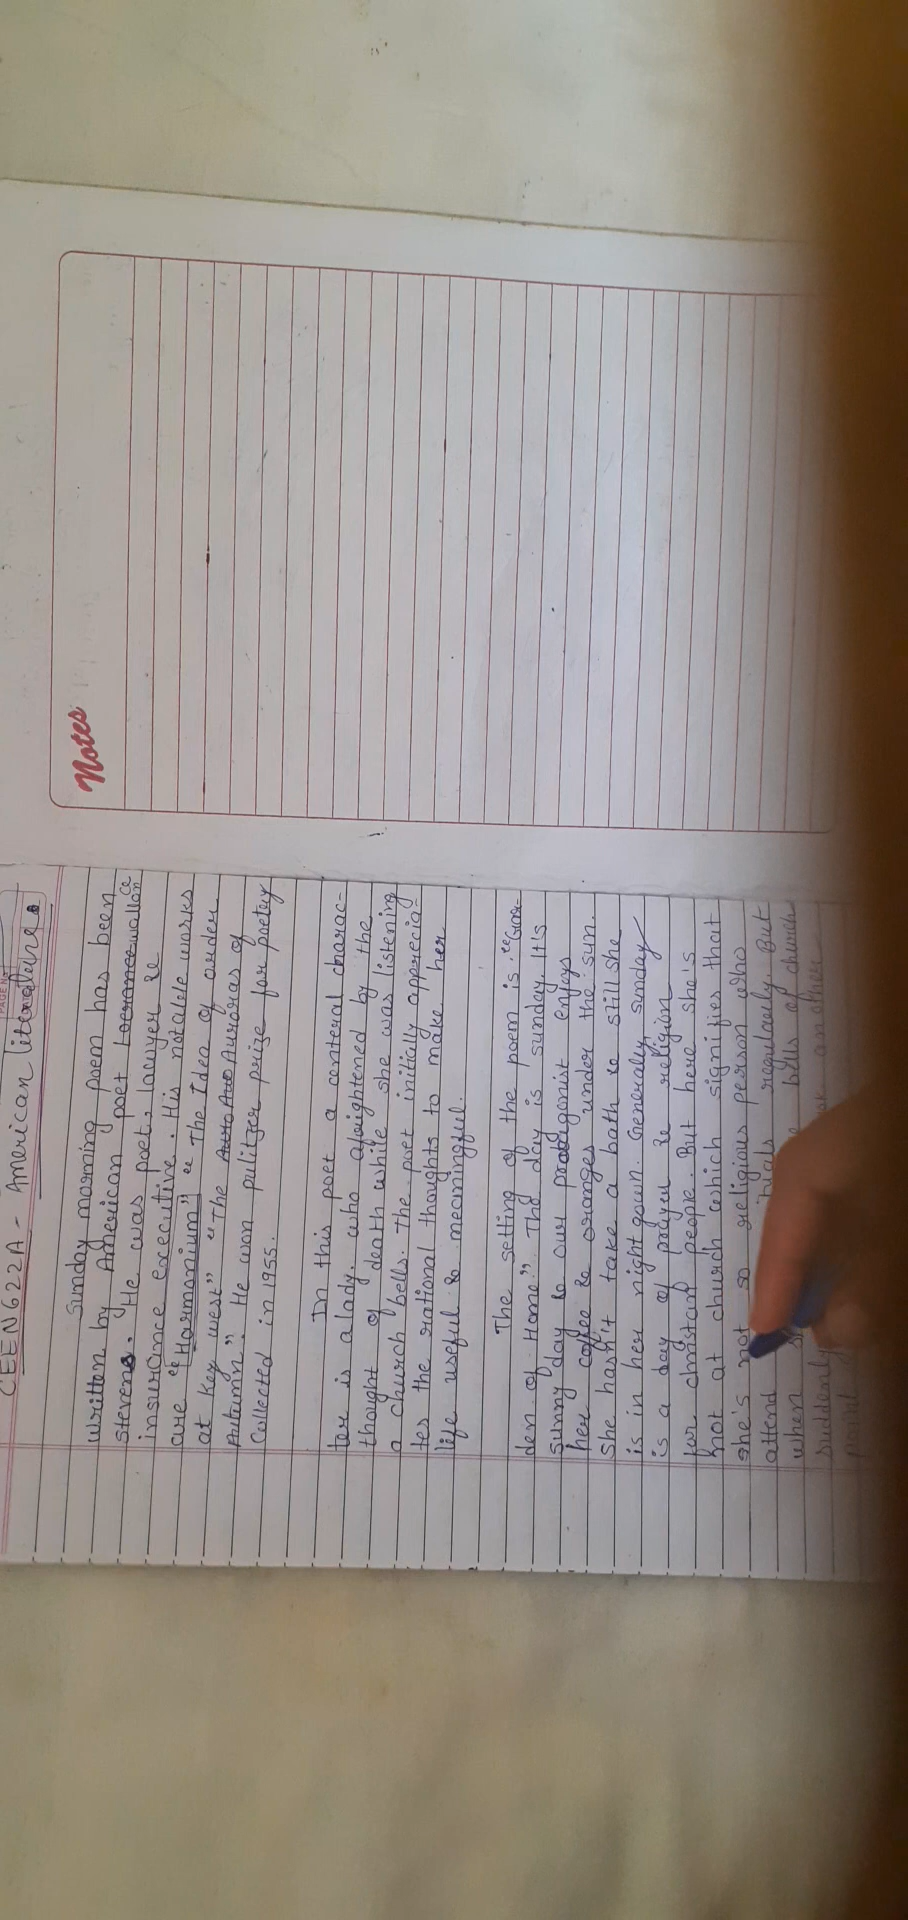 PAGE N
CEEN622A - American literature.
Sunday morning poem has been
written by American poet wallace
stevens. He was poet, lawyer &
insurance executive. His notable works
are "Harmonium" "The Idea of order
at key west" "The Auroras of
Autumn". He won pulitzer prize for poetry
collected in 1955.
In this poet a centeral charac-
ter is a lady. who afrightened by the
thought of death while she was listening
a church bells. The poet initially apprecia-
tes the rational thoughts to make her
life useful & meaningful.
The setting of the poem is "Gar-
den of Home". The day is sunday. It's
sunny day & our protagonist enjoys
her coffee & oranges under the sun.
She hasn't take a bath & still she
is in her night gown. Generally sunday
is a day of prayer & religion
for christain people. But here she's
not at church which signifies that
she's not so religious person who
attend regularly. But
when bells of church
suddenly another
Notes